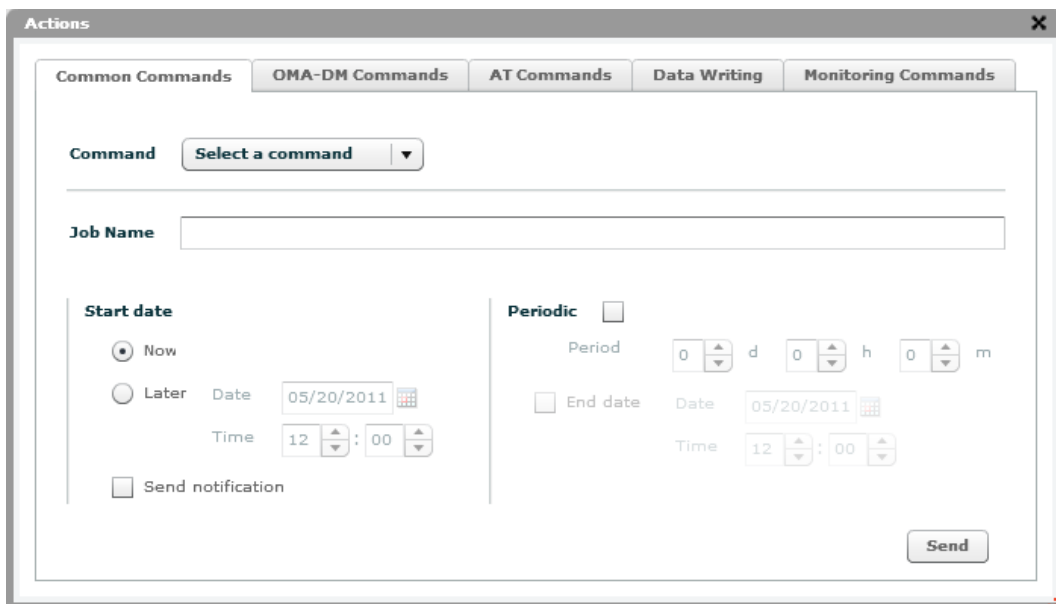 Actions
Common Commands
OMA-DM Commands
AT Commands
Data Writing
Monitoring Commands
Command
Select a command
Job Name
Start date
Now
Later Date 05/20/2011
Time 12 : 00
Send notification
Periodic
Period 0 d 0 h 0 m
End date Date 05/20/2011
Time 12 : 00
Send